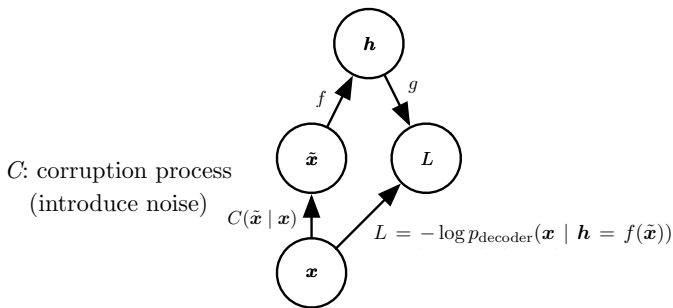 h
f
g
x̃
L
C: corruption process
(introduce noise)
C(x̃ | x)
L = − log p_decoder(x | h = f(x̃))
x